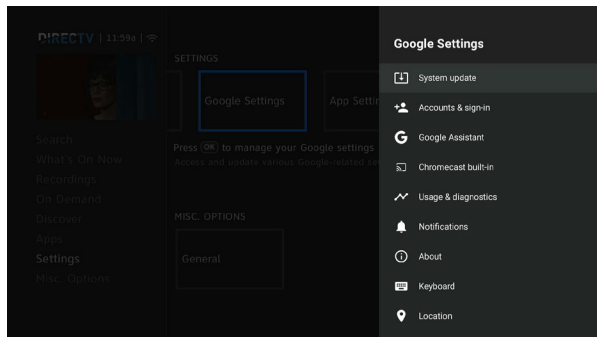 DIRECTV | 11:59a |
SETTINGS
Google Settings
App Settin
Press OK to manage your Google settings
Access and update various Google-related set
Search
What's On Now
Recordings
On Demand
Discover
Apps
Settings
Misc. Options
MISC. OPTIONS
General
Google Settings
System update
Accounts & sign-in
Google Assistant
Chromecast built-in
Usage & diagnostics
Notifications
About
Keyboard
Location